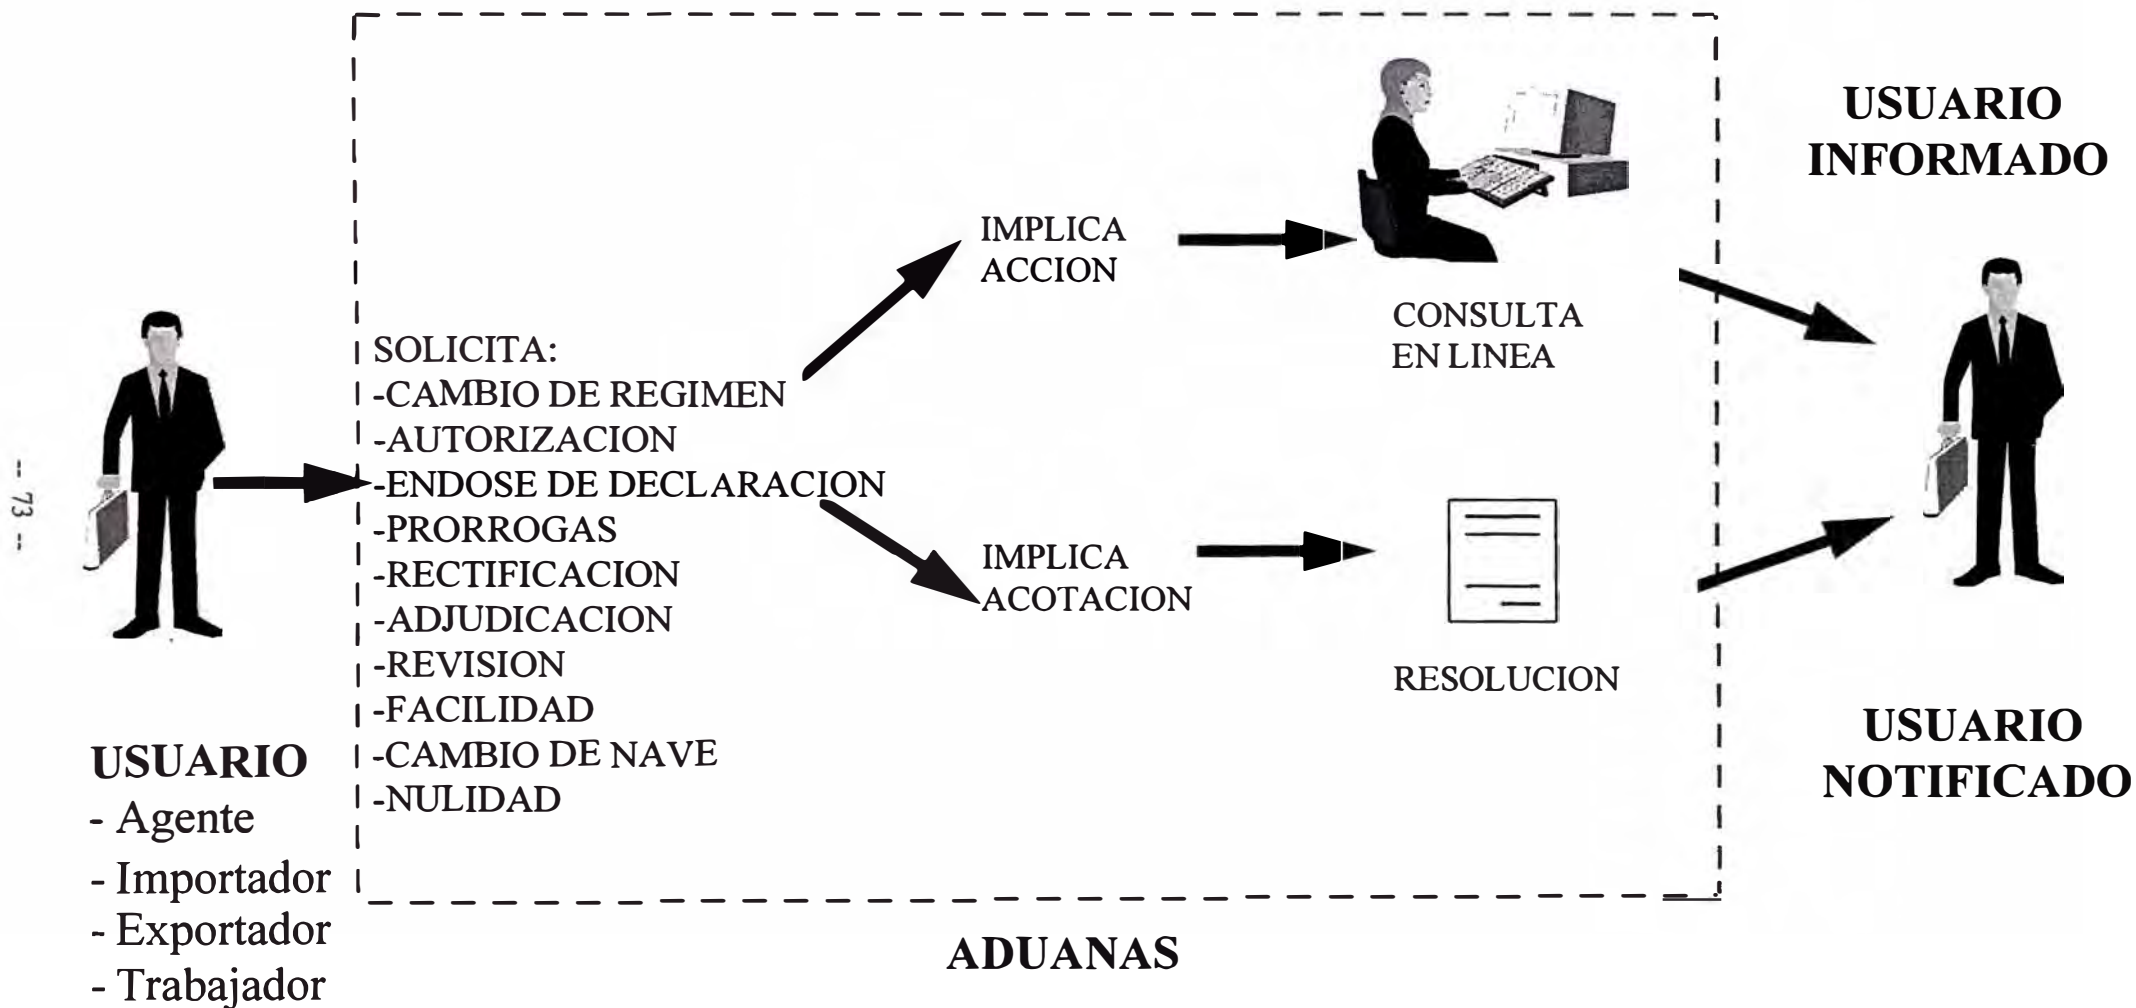 -- 73 --
USUARIO
- Agente
- Importador
- Exportador
- Trabajador
SOLICITA:
-CAMBIO DE REGIMEN
-AUTORIZACION
-ENDOSE DE DECLARACION
-PRORROGAS
-RECTIFICACION
-ADJUDICACION
-REVISION
-FACILIDAD
-CAMBIO DE NAVE
-NULIDAD
IMPLICA
ACCION
CONSULTA
EN LINEA
IMPLICA
ACOTACION
RESOLUCION
USUARIO
INFORMADO
USUARIO
NOTIFICADO
ADUANAS